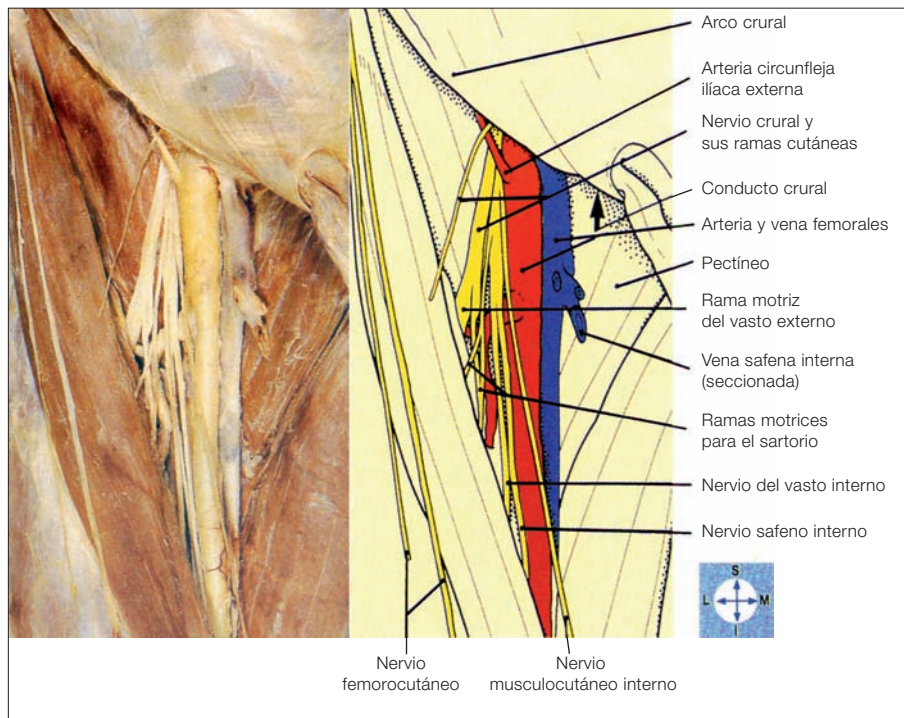 Arco crural
Arteria circunfleja
ilíaca externa
Nervio crural y
sus ramas cutáneas
Conducto crural
Arteria y vena femorales
Pectíneo
Rama motriz
del vasto externo
Vena safena interna
(seccionada)
Ramas motrices
para el sartorio
Nervio del vasto interno
Nervio safeno interno
S
L M
I
Nervio
femorocutáneo
Nervio
musculocutáneo interno